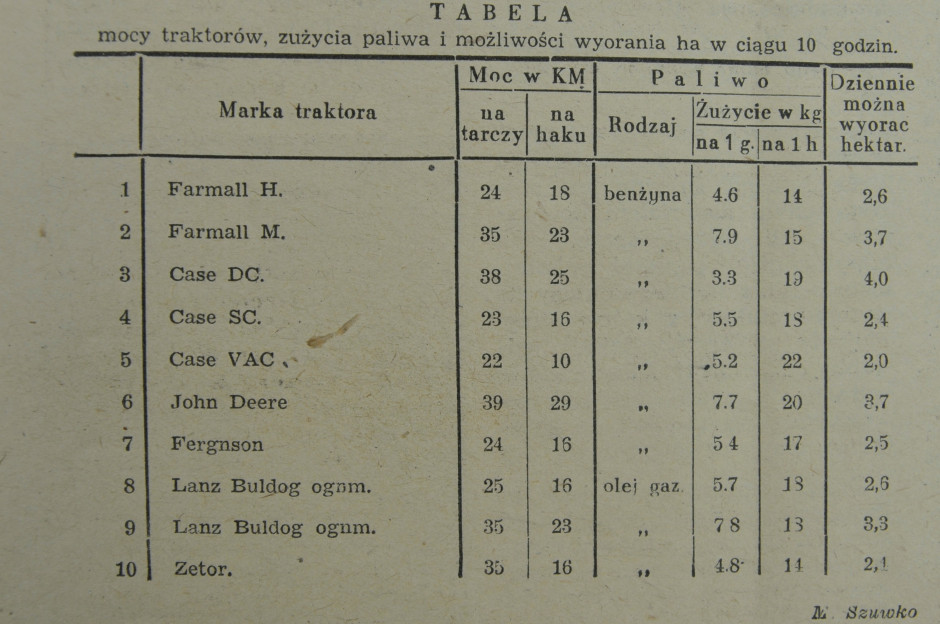 TABELA
mocy traktorów, zużycia paliwa i możliwości wyorania ha w ciągu 10 godzin.
Marka traktora Moc w KM Paliwo Dziennie można wyorac hektar.
na tarczy na haku Rodzaj Zużycie w kg
na 1 g. na 1 h
1 Farmall H. 24 18 benżyna 4.6 14 2,6
2 Farmall M. 35 23 „ 7.9 15 3,7
3 Case DC. 38 25 „ 3.3 19 4,0
4 Case SC. 23 16 „ 5.5 18 2,4
5 Case VAC 22 10 „ 5.2 22 2,0
6 John Deere 39 29 „ 7.7 20 3,7
7 Fergnson 24 16 „ 5 4 17 2,5
8 Lanz Buldog ognm. 25 16 olej gaz. 5.7 18 2,6
9 Lanz Buldog ognm. 35 23 „ 7 8 13 3,3
10 Zetor. 35 16 „ 4.8 14 2,1
M. Szuwko